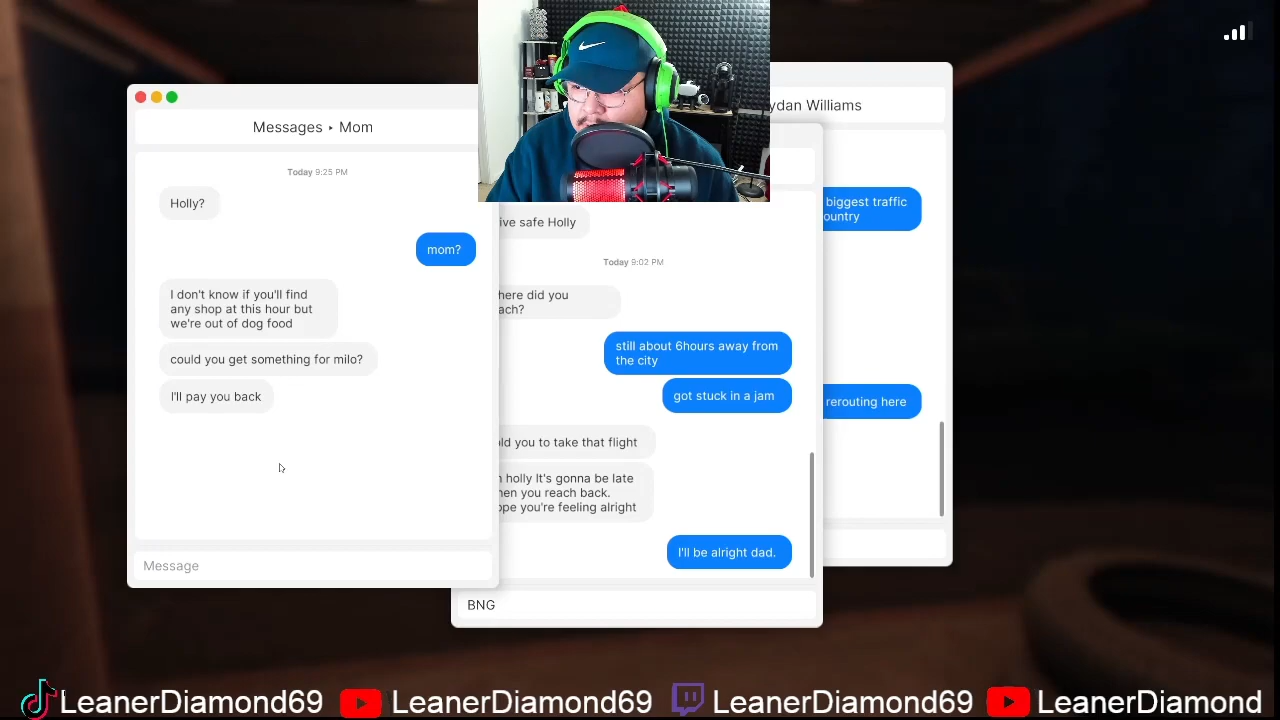 Messages ▸ Mom
Today 9:25 PM
Holly?
mom?
I don't know if you'll find
any shop at this hour but
we're out of dog food
could you get something for milo?
I'll pay you back
Message
ive safe Holly
Today 9:02 PM
here did you
ach?
still about 6hours away from
the city
got stuck in a jam
old you to take that flight
holly It's gonna be late
hen you reach back.
ope you're feeling alright
I'll be alright dad.
BNG
ydan Williams
biggest traffic
ountry
rerouting here
LeanerDiamond69
LeanerDiamond69
LeanerDiamond69
LeanerDiamond